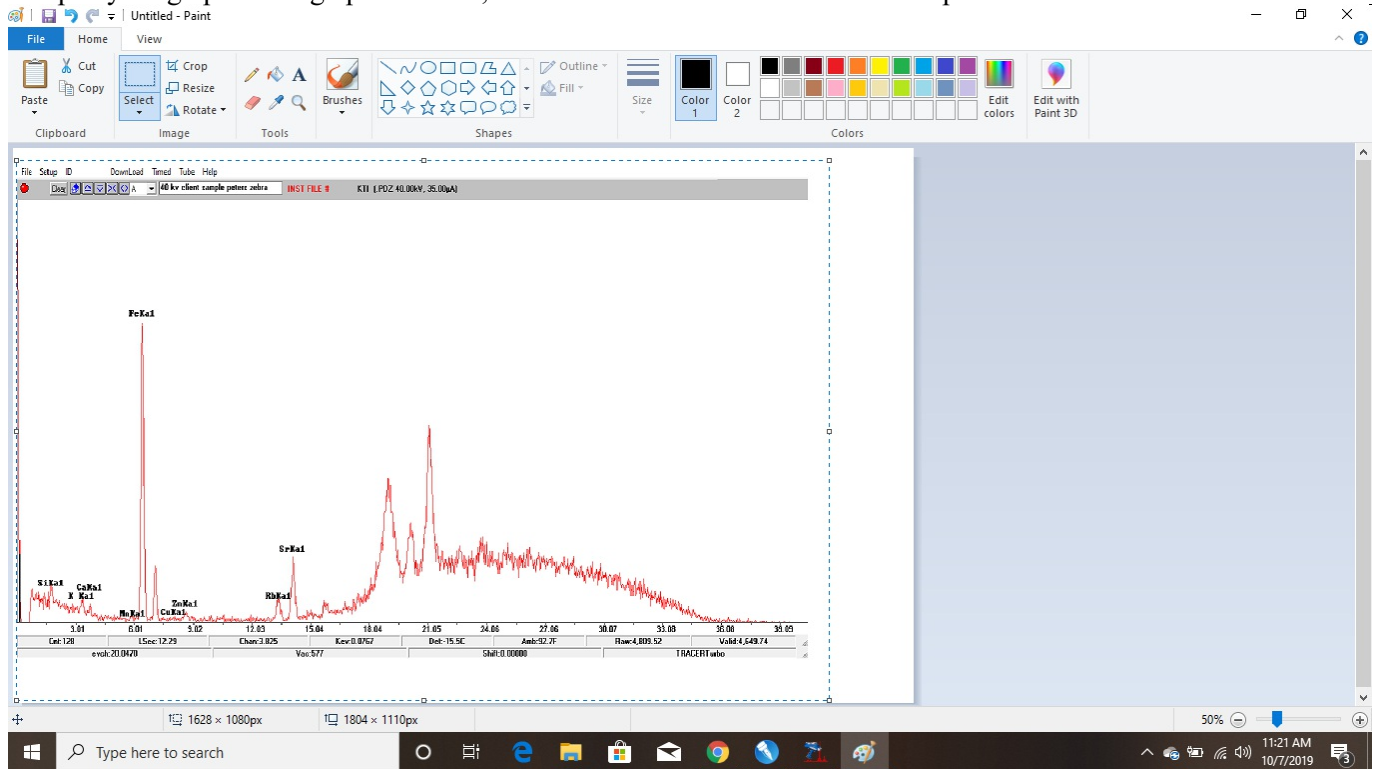 Untitled - Paint
File Home View
Paste
Cut
Copy
Clipboard
Select
Crop
Resize
Rotate
Image
Tools
Brushes
Shapes
Outline
Fill
Size
Color 1
Color 2
Colors
Edit colors
Edit with Paint 3D
File Setup ID DownLoad Timed Tube Help
A 40 kv client sample peters zebra INST FILE # KTI (.PDZ 40.00kV, 35.00µA)
FeKa1
SrKa1
SiKa1
CaKa1
K Ka1
RbKa1
ZnKa1
MnKa1 CuKa1
3.01 6.01 9.02 12.03 15.04 18.04 21.05 24.06 27.06 30.07 33.08 36.08 39.09
Cnt:128 LSec:12.29 Chan:3.825 Kev:0.0767 Det:-15.5C Amb:92.7F Raw:4,809.52 Valid:4,649.74
evch:20.0470 Vac:577 Shift:0.00000 TRACERTurbo
1628 × 1080px 1804 × 1110px 50%
Type here to search
11:21 AM
10/7/2019
3